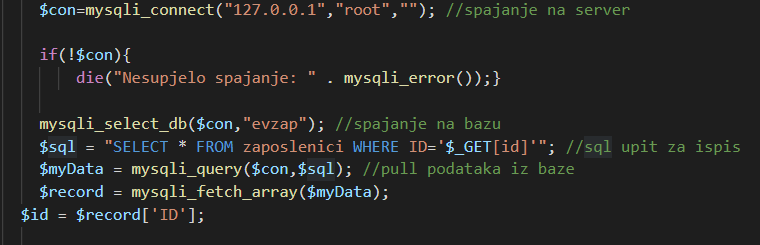 $con=mysqli_connect("127.0.0.1","root",""); //spajanje na server
if(!$con){
die("Nesupjelo spajanje: " . mysqli_error());}
mysqli_select_db($con,"evzap"); //spajanje na bazu
$sql = "SELECT * FROM zaposlenici WHERE ID='$_GET[id]'"; //sql upit za ispis
$myData = mysqli_query($con,$sql); //pull podataka iz baze
$record = mysqli_fetch_array($myData);
$id = $record['ID'];